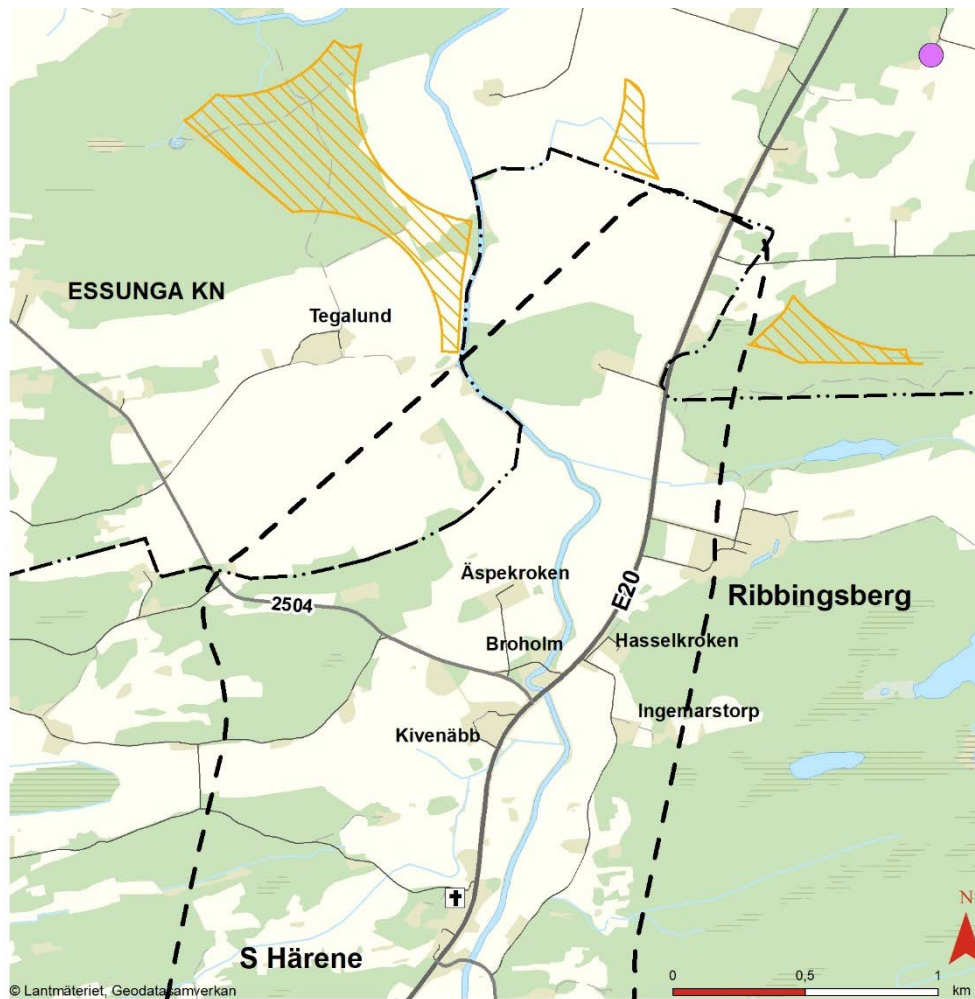 ESSUNGA KN
Tegalund
Äspekroken
2504
E20
Ribbingsberg
Broholm
Hasselkroken
Ingemarstorp
Kivenäbb
S Härene
N
0 0,5 1
km
© Lantmäteriet, Geodatasamverkan